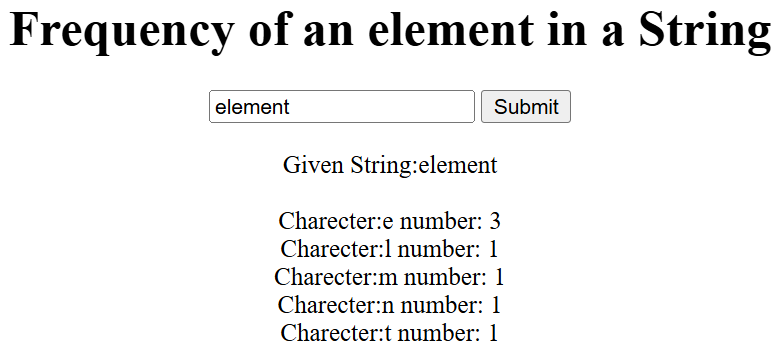 Frequency of an element in a String
element Submit
Given String:element
Charecter:e number: 3
Charecter:l number: 1
Charecter:m number: 1
Charecter:n number: 1
Charecter:t number: 1